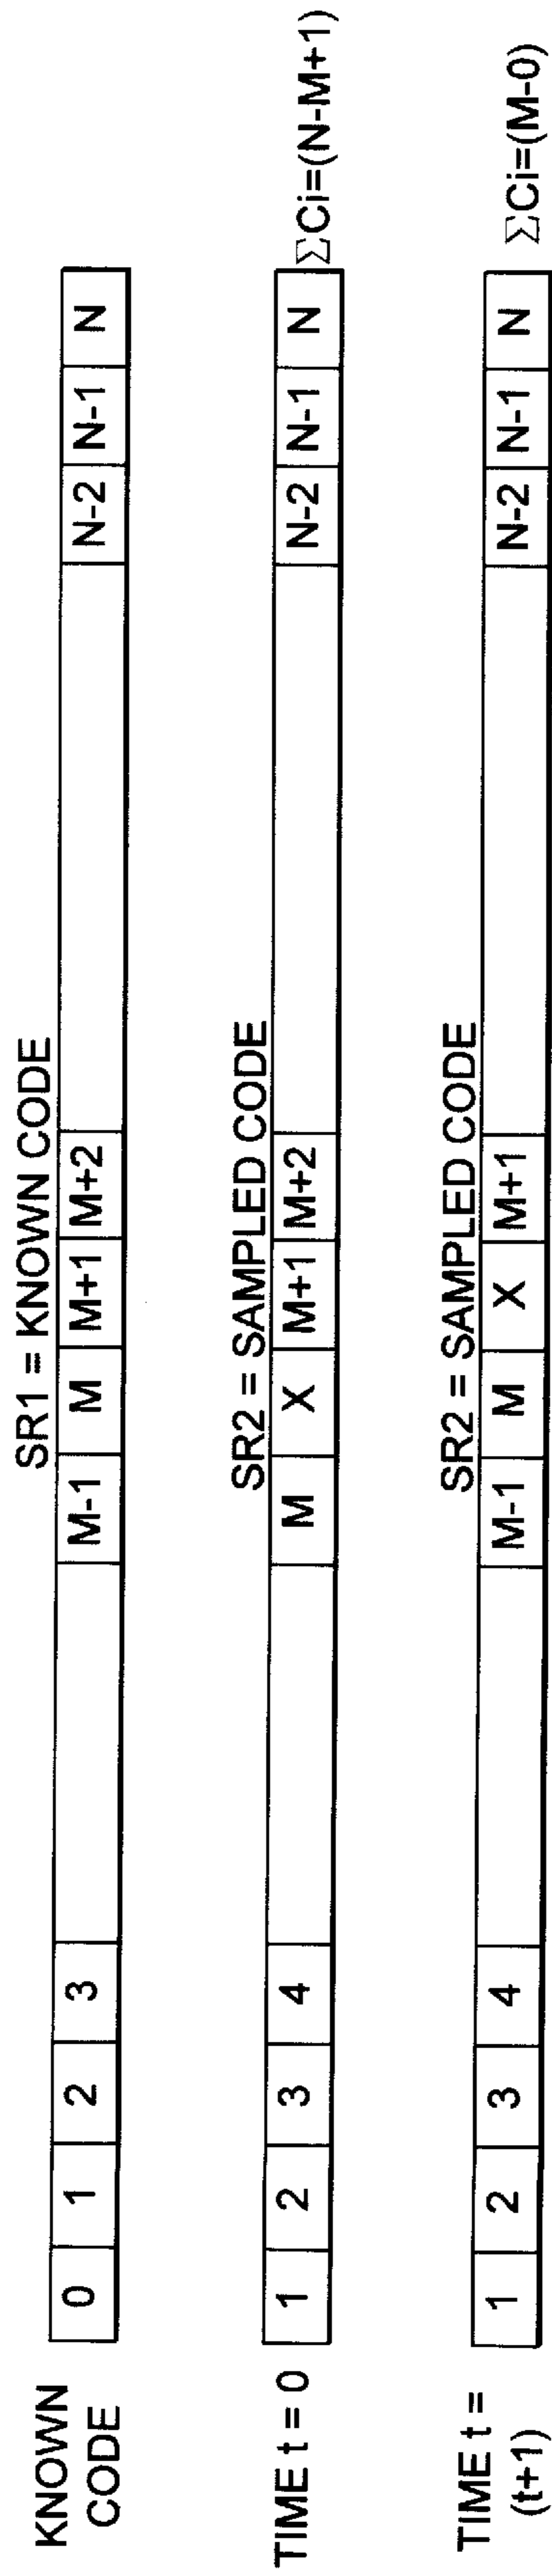 SR1 = KNOWN CODE
KNOWN CODE
0 1 2 3 M-1 M M+1 M+2 N-2 N-1 N
SR2 = SAMPLED CODE
TIME t = 0
1 2 3 4 M X M+1 M+2 N-2 N-1 N
ΣCi=(N-M+1)
SR2 = SAMPLED CODE
TIME t =
(t+1)
1 2 3 4 M-1 M X M+1 N-2 N-1 N
ΣCi=(M-0)